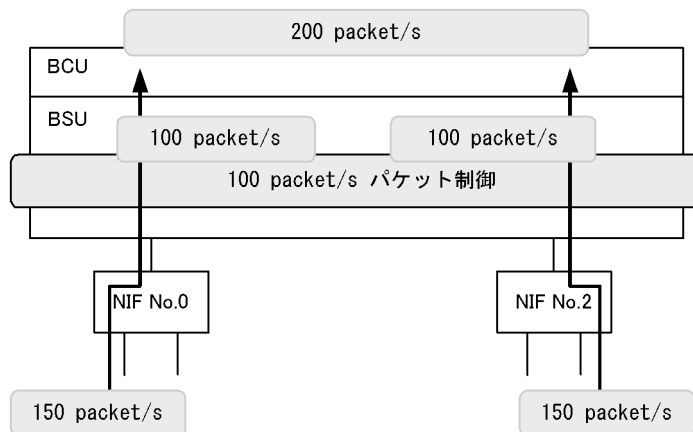 200 packet/s
BCU
BSU
100 packet/s
100 packet/s
100 packet/s パケット制御
NIF No.0
NIF No.2
150 packet/s
150 packet/s